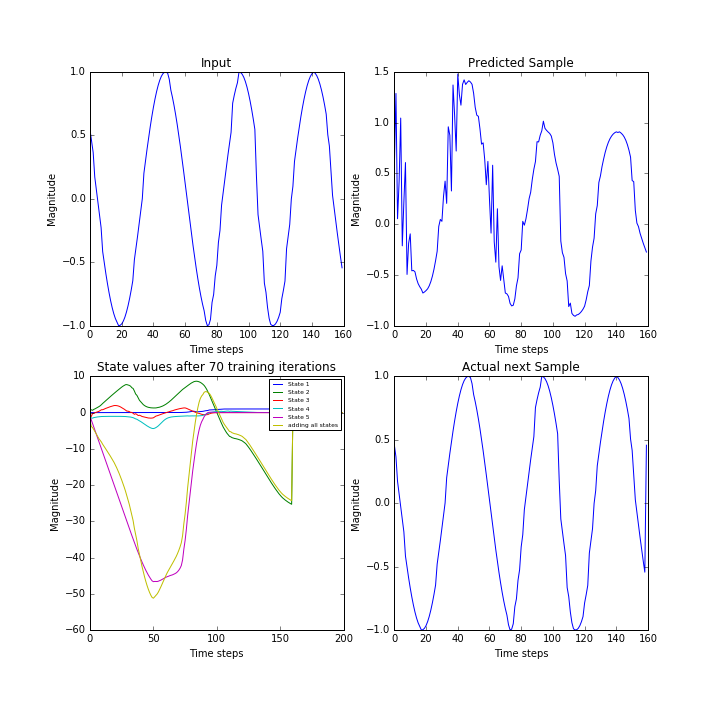 Input
1.0
0.5
0.0
−0.5
−1.0
Magnitude
0 20 40 60 80 100 120 140 160
Time steps
Predicted Sample
1.5
1.0
0.5
0.0
−0.5
−1.0
Magnitude
0 20 40 60 80 100 120 140 160
Time steps
State values after 70 training iterations
10
0
−10
−20
−30
−40
−50
−60
Magnitude
State 1
State 2
State 3
State 4
State 5
adding all states
0 50 100 150 200
Time steps
Actual next Sample
1.0
0.5
0.0
−0.5
−1.0
Magnitude
0 20 40 60 80 100 120 140 160
Time steps